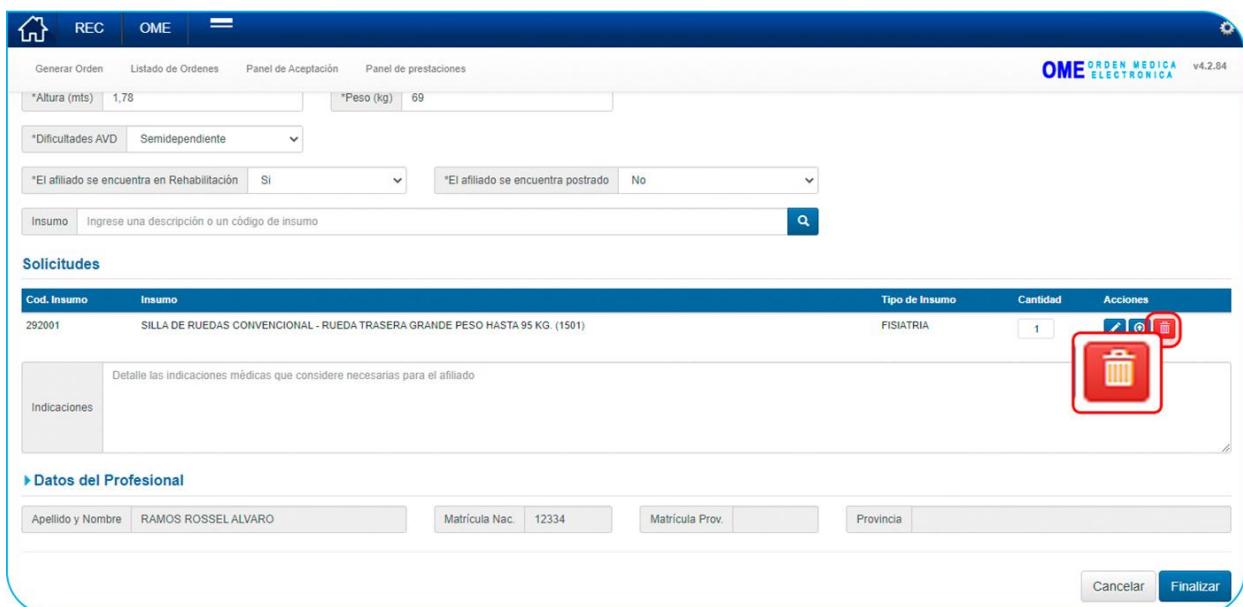 REC OME
Generar Orden Listado de Ordenes Panel de Aceptación Panel de prestaciones OME ORDEN MEDICA ELECTRONICA v4.2.84
*Altura (mts) 1,78 *Peso (kg) 69
*Dificultades AVD Semidependiente
*El afiliado se encuentra en Rehabilitación Si *El afiliado se encuentra postrado No
Insumo Ingrese una descripción o un código de insumo
Solicitudes
Cod. Insumo Insumo Tipo de Insumo Cantidad Acciones
292001 SILLA DE RUEDAS CONVENCIONAL - RUEDA TRASERA GRANDE PESO HASTA 95 KG. (1501) FISIATRIA 1
Detalle las indicaciones médicas que considere necesarias para el afiliado
Indicaciones
Datos del Profesional
Apellido y Nombre RAMOS ROSSEL ALVARO Matrícula Nac. 12334 Matrícula Prov. Provincia
Cancelar Finalizar